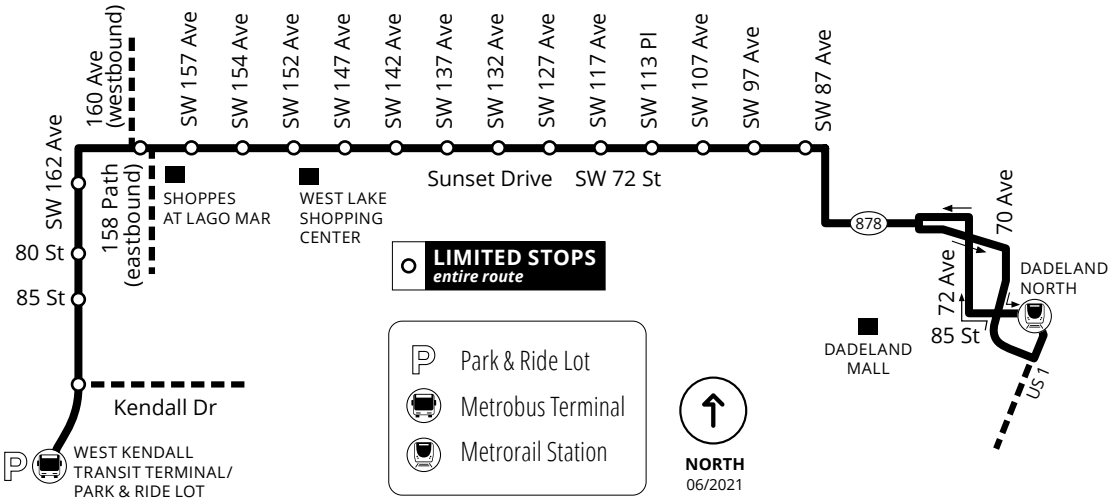 160 Ave
(westbound)
SW 157 Ave
SW 154 Ave
SW 152 Ave
SW 147 Ave
SW 142 Ave
SW 137 Ave
SW 132 Ave
SW 127 Ave
SW 117 Ave
SW 113 Pl
SW 107 Ave
SW 97 Ave
SW 87 Ave
SW 162 Ave
158 Path
(eastbound)
SHOPPES
AT LAGO MAR
WEST LAKE
SHOPPING
CENTER
Sunset Drive SW 72 St
80 St
85 St
LIMITED STOPS
entire route
878
70 Ave
72 Ave
DADELAND
NORTH
85 St
DADELAND
MALL
US 1
Kendall Dr
P
WEST KENDALL
TRANSIT TERMINAL/
PARK & RIDE LOT
P Park & Ride Lot
Metrobus Terminal
Metrorail Station
NORTH
06/2021